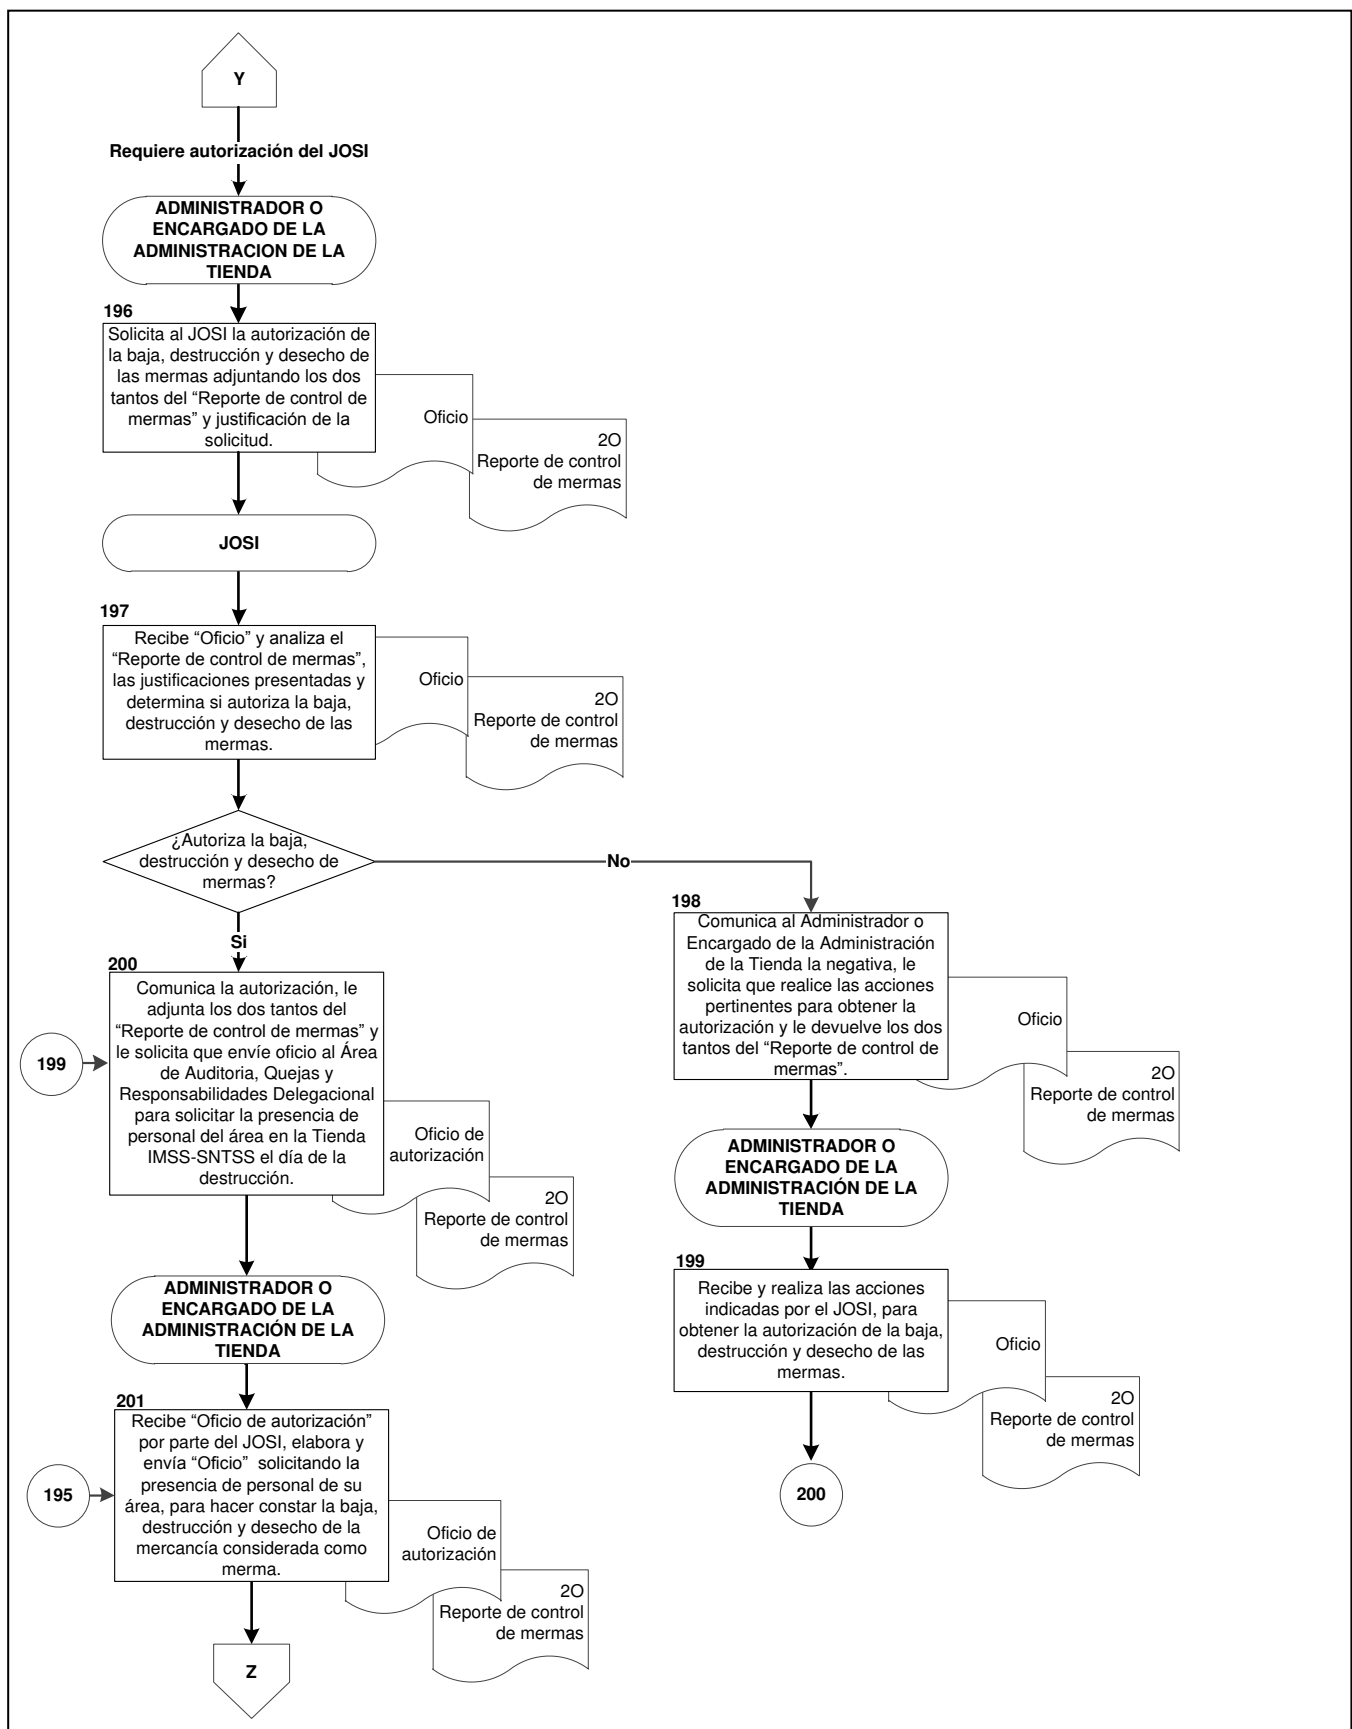 Y
Requiere autorización del JOSI
ADMINISTRADOR O
ENCARGADO DE LA
ADMINISTRACION DE LA
TIENDA
196
Solicita al JOSI la autorización de
la baja, destrucción y desecho de
las mermas adjuntando los dos
tantos del “Reporte de control de
mermas” y justificación de la
solicitud.
Oficio
2O
Reporte de control
de mermas
JOSI
197
Recibe “Oficio” y analiza el
“Reporte de control de mermas”,
las justificaciones presentadas y
determina si autoriza la baja,
destrucción y desecho de las
mermas.
Oficio
2O
Reporte de control
de mermas
¿Autoriza la baja,
destrucción y desecho de
mermas?
No
Si
198
Comunica al Administrador o
Encargado de la Administración
de la Tienda la negativa, le
solicita que realice las acciones
pertinentes para obtener la
autorización y le devuelve los dos
tantos del “Reporte de control de
mermas”.
Oficio
2O
Reporte de control
de mermas
ADMINISTRADOR O
ENCARGADO DE LA
ADMINISTRACIÓN DE LA
TIENDA
199
Recibe y realiza las acciones
indicadas por el JOSI, para
obtener la autorización de la baja,
destrucción y desecho de las
mermas.
Oficio
2O
Reporte de control
de mermas
200
200
Comunica la autorización, le
adjunta los dos tantos del
“Reporte de control de mermas” y
le solicita que envíe oficio al Área
de Auditoria, Quejas y
Responsabilidades Delegacional
para solicitar la presencia de
personal del área en la Tienda
IMSS-SNTSS el día de la
destrucción.
199
Oficio de
autorización
2O
Reporte de control
de mermas
ADMINISTRADOR O
ENCARGADO DE LA
ADMINISTRACIÓN DE LA
TIENDA
201
Recibe “Oficio de autorización”
por parte del JOSI, elabora y
envía “Oficio” solicitando la
presencia de personal de su
área, para hacer constar la baja,
destrucción y desecho de la
mercancía considerada como
merma.
195
Oficio de
autorización
2O
Reporte de control
de mermas
Z